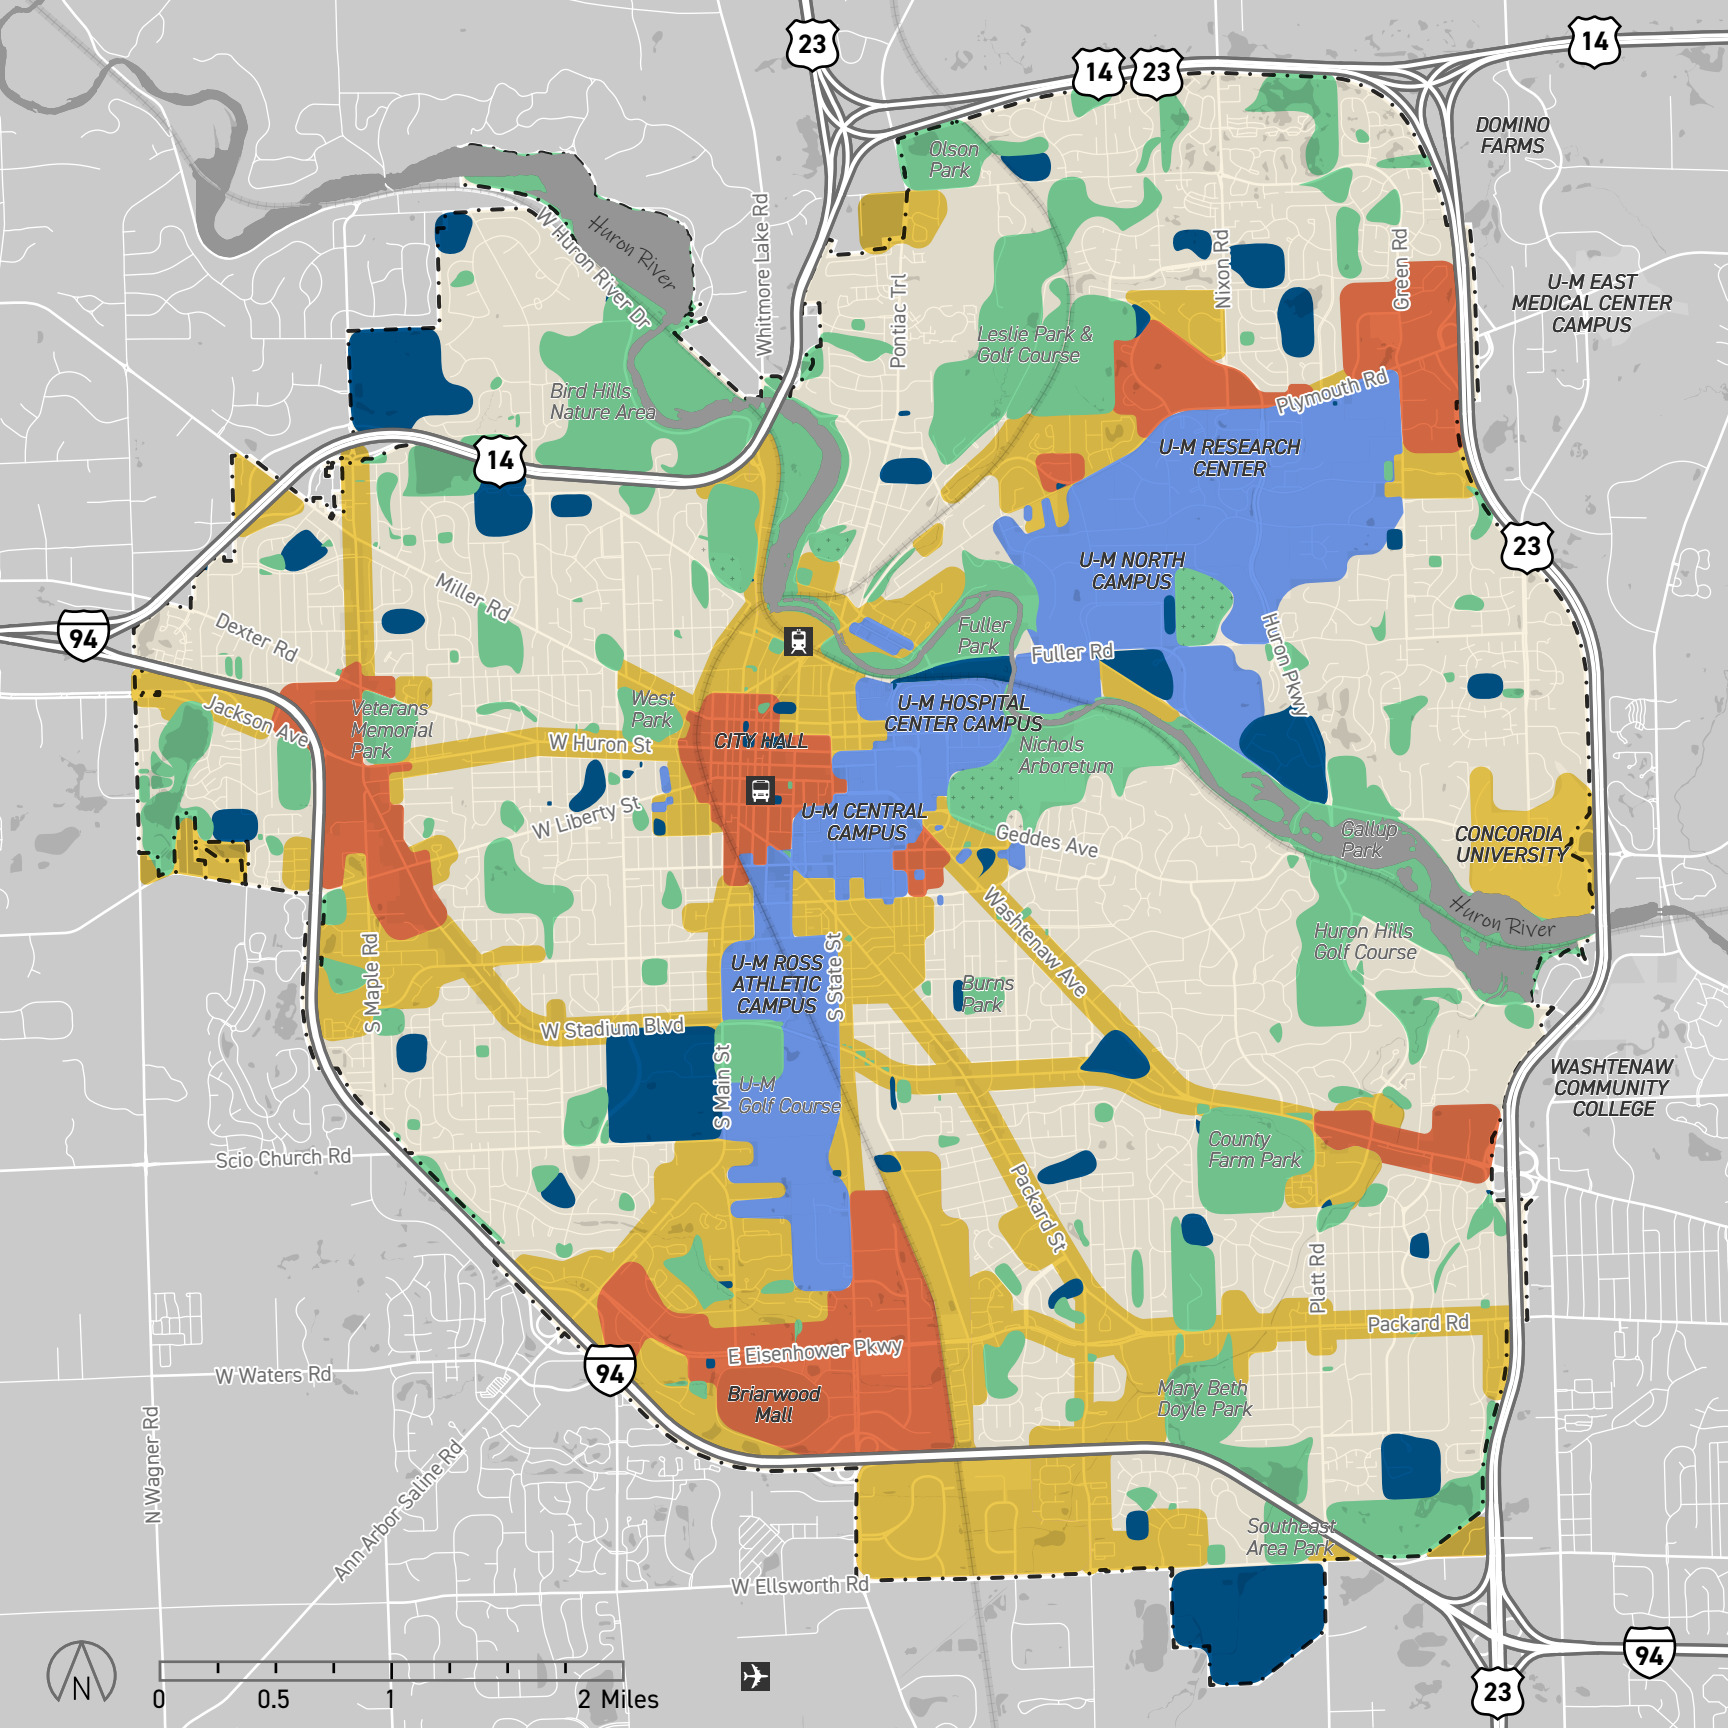 23
14
23
14
DOMINO
FARMS
Olson
Park
W Huron River Dr
Huron River
Whitmore Lake Rd
Pontiac Trl
Nixon Rd
Green Rd
U-M EAST
MEDICAL CENTER
CAMPUS
Leslie Park &
Golf Course
Bird Hills
Nature Area
Plymouth Rd
U-M RESEARCH
CENTER
14
23
U-M NORTH
CAMPUS
Miller Rd
Dexter Rd
94
Fuller
Park
Fuller Rd
Huron Pkwy
Jackson Ave
Veterans
Memorial
Park
West
Park
U-M HOSPITAL
CENTER CAMPUS
W Huron St
CITY HALL
Nichols
Arboretum
W Liberty St
U-M CENTRAL
CAMPUS
Geddes Ave
Gallup
Park
CONCORDIA
UNIVERSITY
Washtenaw Ave
Huron River
Huron Hills
Golf Course
S Maple Rd
U-M ROSS
ATHLETIC
CAMPUS
S State St
Burns
Park
W Stadium Blvd
S Main St
U-M
Golf Course
WASHTENAW
COMMUNITY
COLLEGE
County
Farm Park
Scio Church Rd
Packard St
Platt Rd
Packard Rd
E Eisenhower Pkwy
W Waters Rd
94
Briarwood
Mall
Mary Beth
Doyle Park
N Wagner Rd
Ann Arbor Saline Rd
Southeast
Area Park
W Ellsworth Rd
94
23
N
0 0.5 1 2 Miles